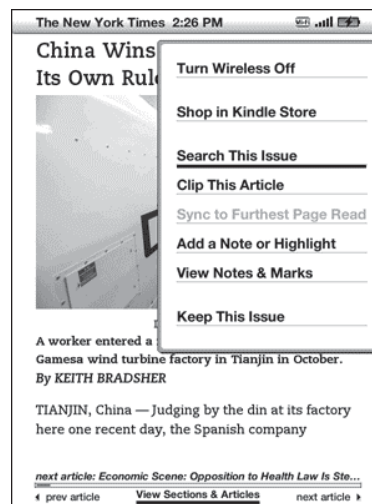 The New York Times 2:26 PM Wi-Fi
China Wins
Its Own Rul
Turn Wireless Off
Shop in Kindle Store
Search This Issue
Clip This Article
Sync to Furthest Page Read
Add a Note or Highlight
View Notes & Marks
Keep This Issue
A worker entered a
Gamesa wind turbine factory in Tianjin in October.
By KEITH BRADSHER
TIANJIN, China — Judging by the din at its factory
here one recent day, the Spanish company
next article: Economic Scene: Opposition to Health Law Is Ste...
prev article View Sections & Articles next article